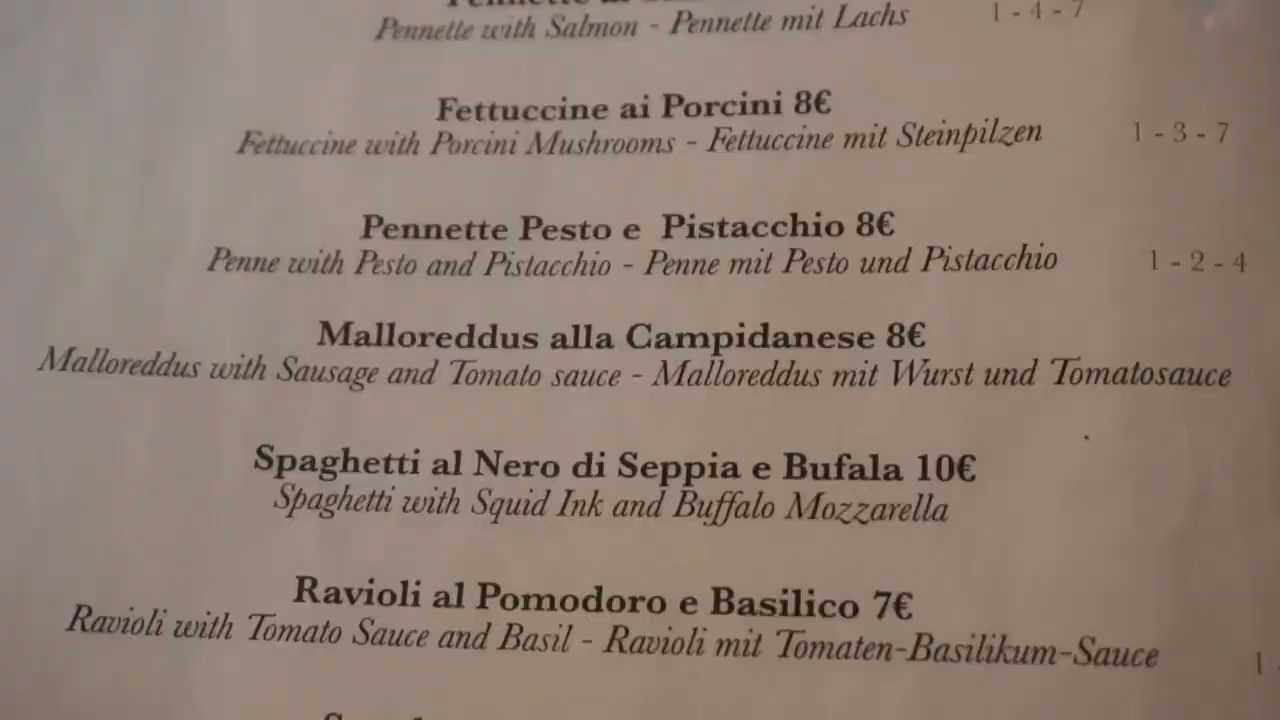 Pennette with Salmon - Pennette mit Lachs 1 - 4 - 7
Fettuccine ai Porcini 8€
Fettuccine with Porcini Mushrooms - Fettuccine mit Steinpilzen 1 - 3 - 7
Pennette Pesto e Pistacchio 8€
Penne with Pesto and Pistacchio - Penne mit Pesto und Pistacchio 1 - 2 - 4
Malloreddus alla Campidanese 8€
Malloreddus with Sausage and Tomato sauce - Malloreddus mit Wurst und Tomatosauce
Spaghetti al Nero di Seppia e Bufala 10€
Spaghetti with Squid Ink and Buffalo Mozzarella
Ravioli al Pomodoro e Basilico 7€
Ravioli with Tomato Sauce and Basil - Ravioli mit Tomaten-Basilikum-Sauce 1